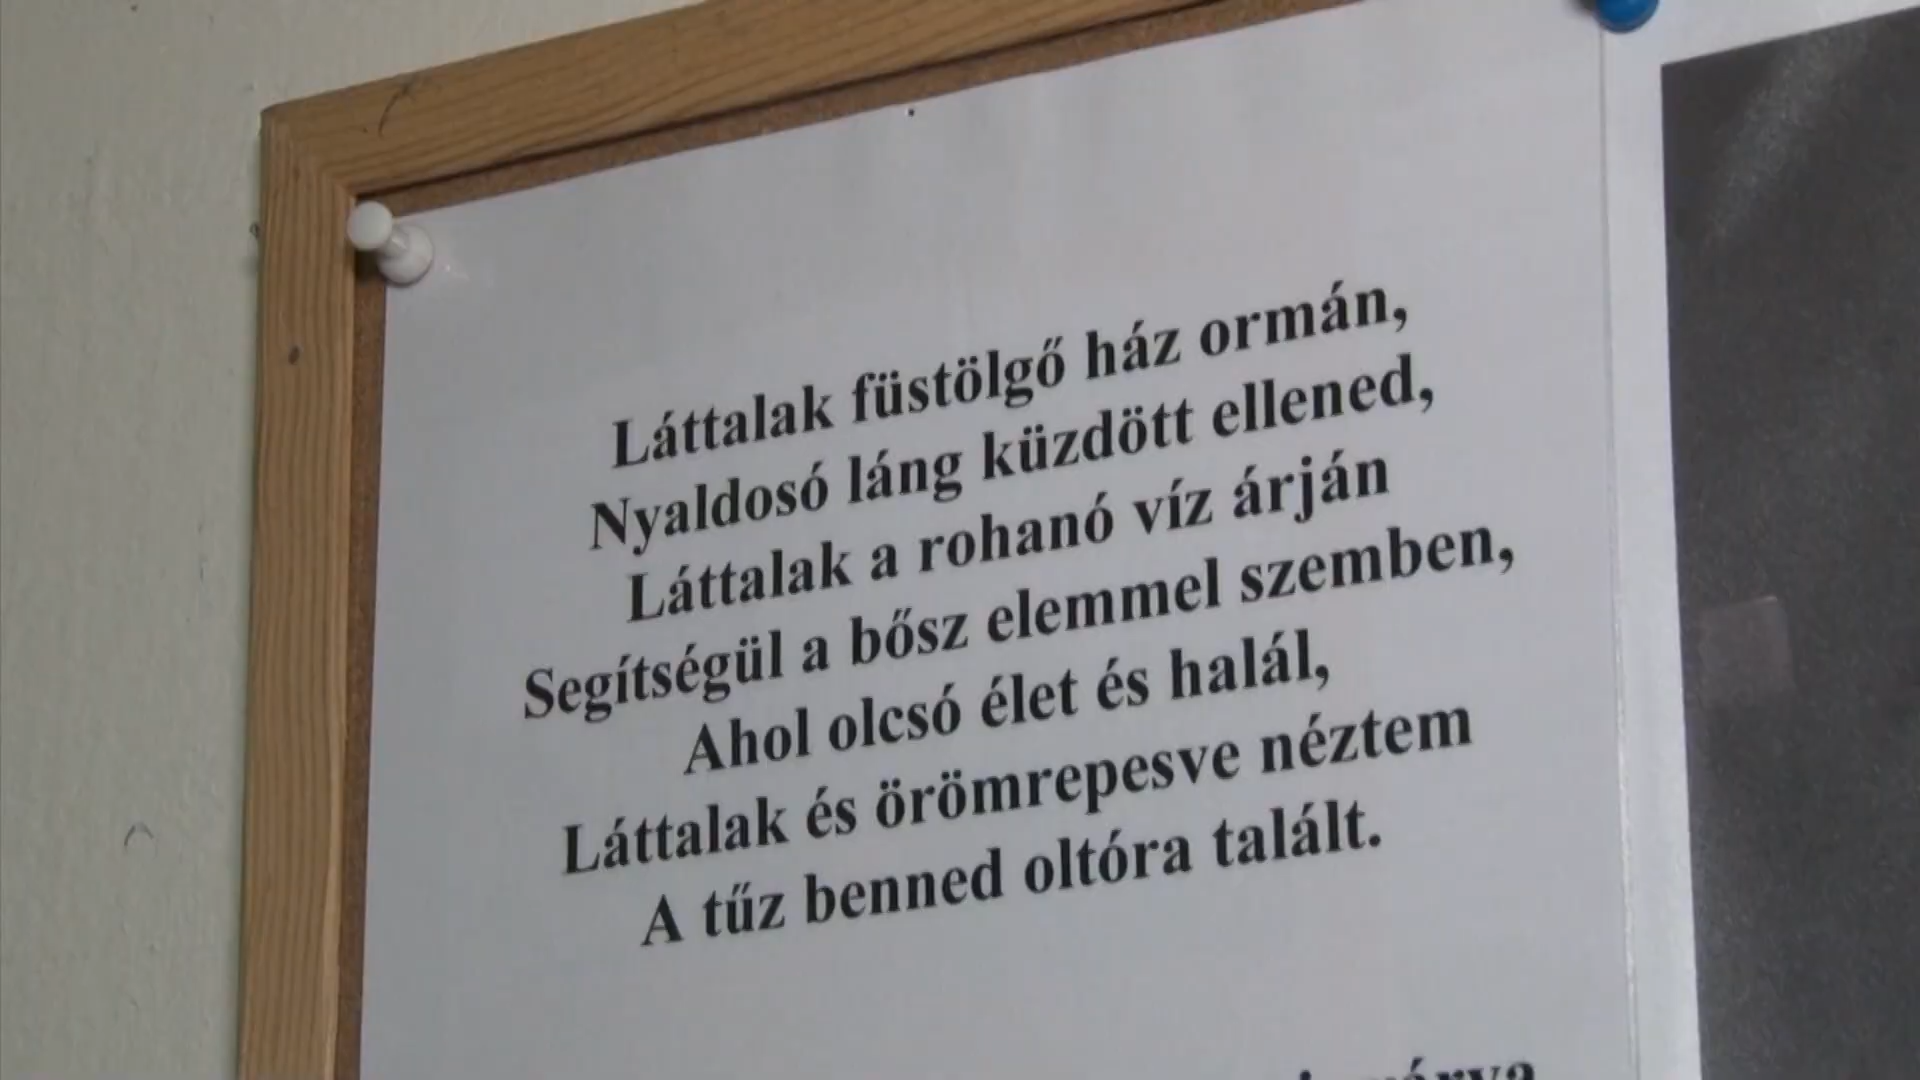 Láttalak füstölgő ház ormán,
Nyaldosó láng küzdött ellened,
Láttalak a rohanó víz árján
Segítségül a bősz elemmel szemben,
Ahol olcsó élet és halál,
Láttalak és örömrepesve néztem
A tűz benned oltóra talált.